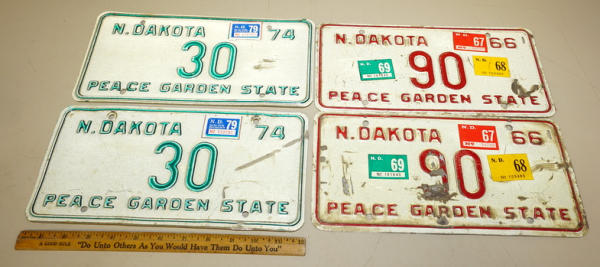 N. DAKOTA N.D. 79 74
30
PEACE GARDEN STATE
N. DAKOTA N.D. 67 66
N.D. 69 90 N.D. 68
PEACE GARDEN STATE
N. DAKOTA N.D. 79 74
30
PEACE GARDEN STATE
N. DAKOTA N.D. 67 66
N.D. 69 90 68
PEACE GARDEN STATE
A GOOD RULE "Do Unto Others As You Would Have Them Do Unto You"